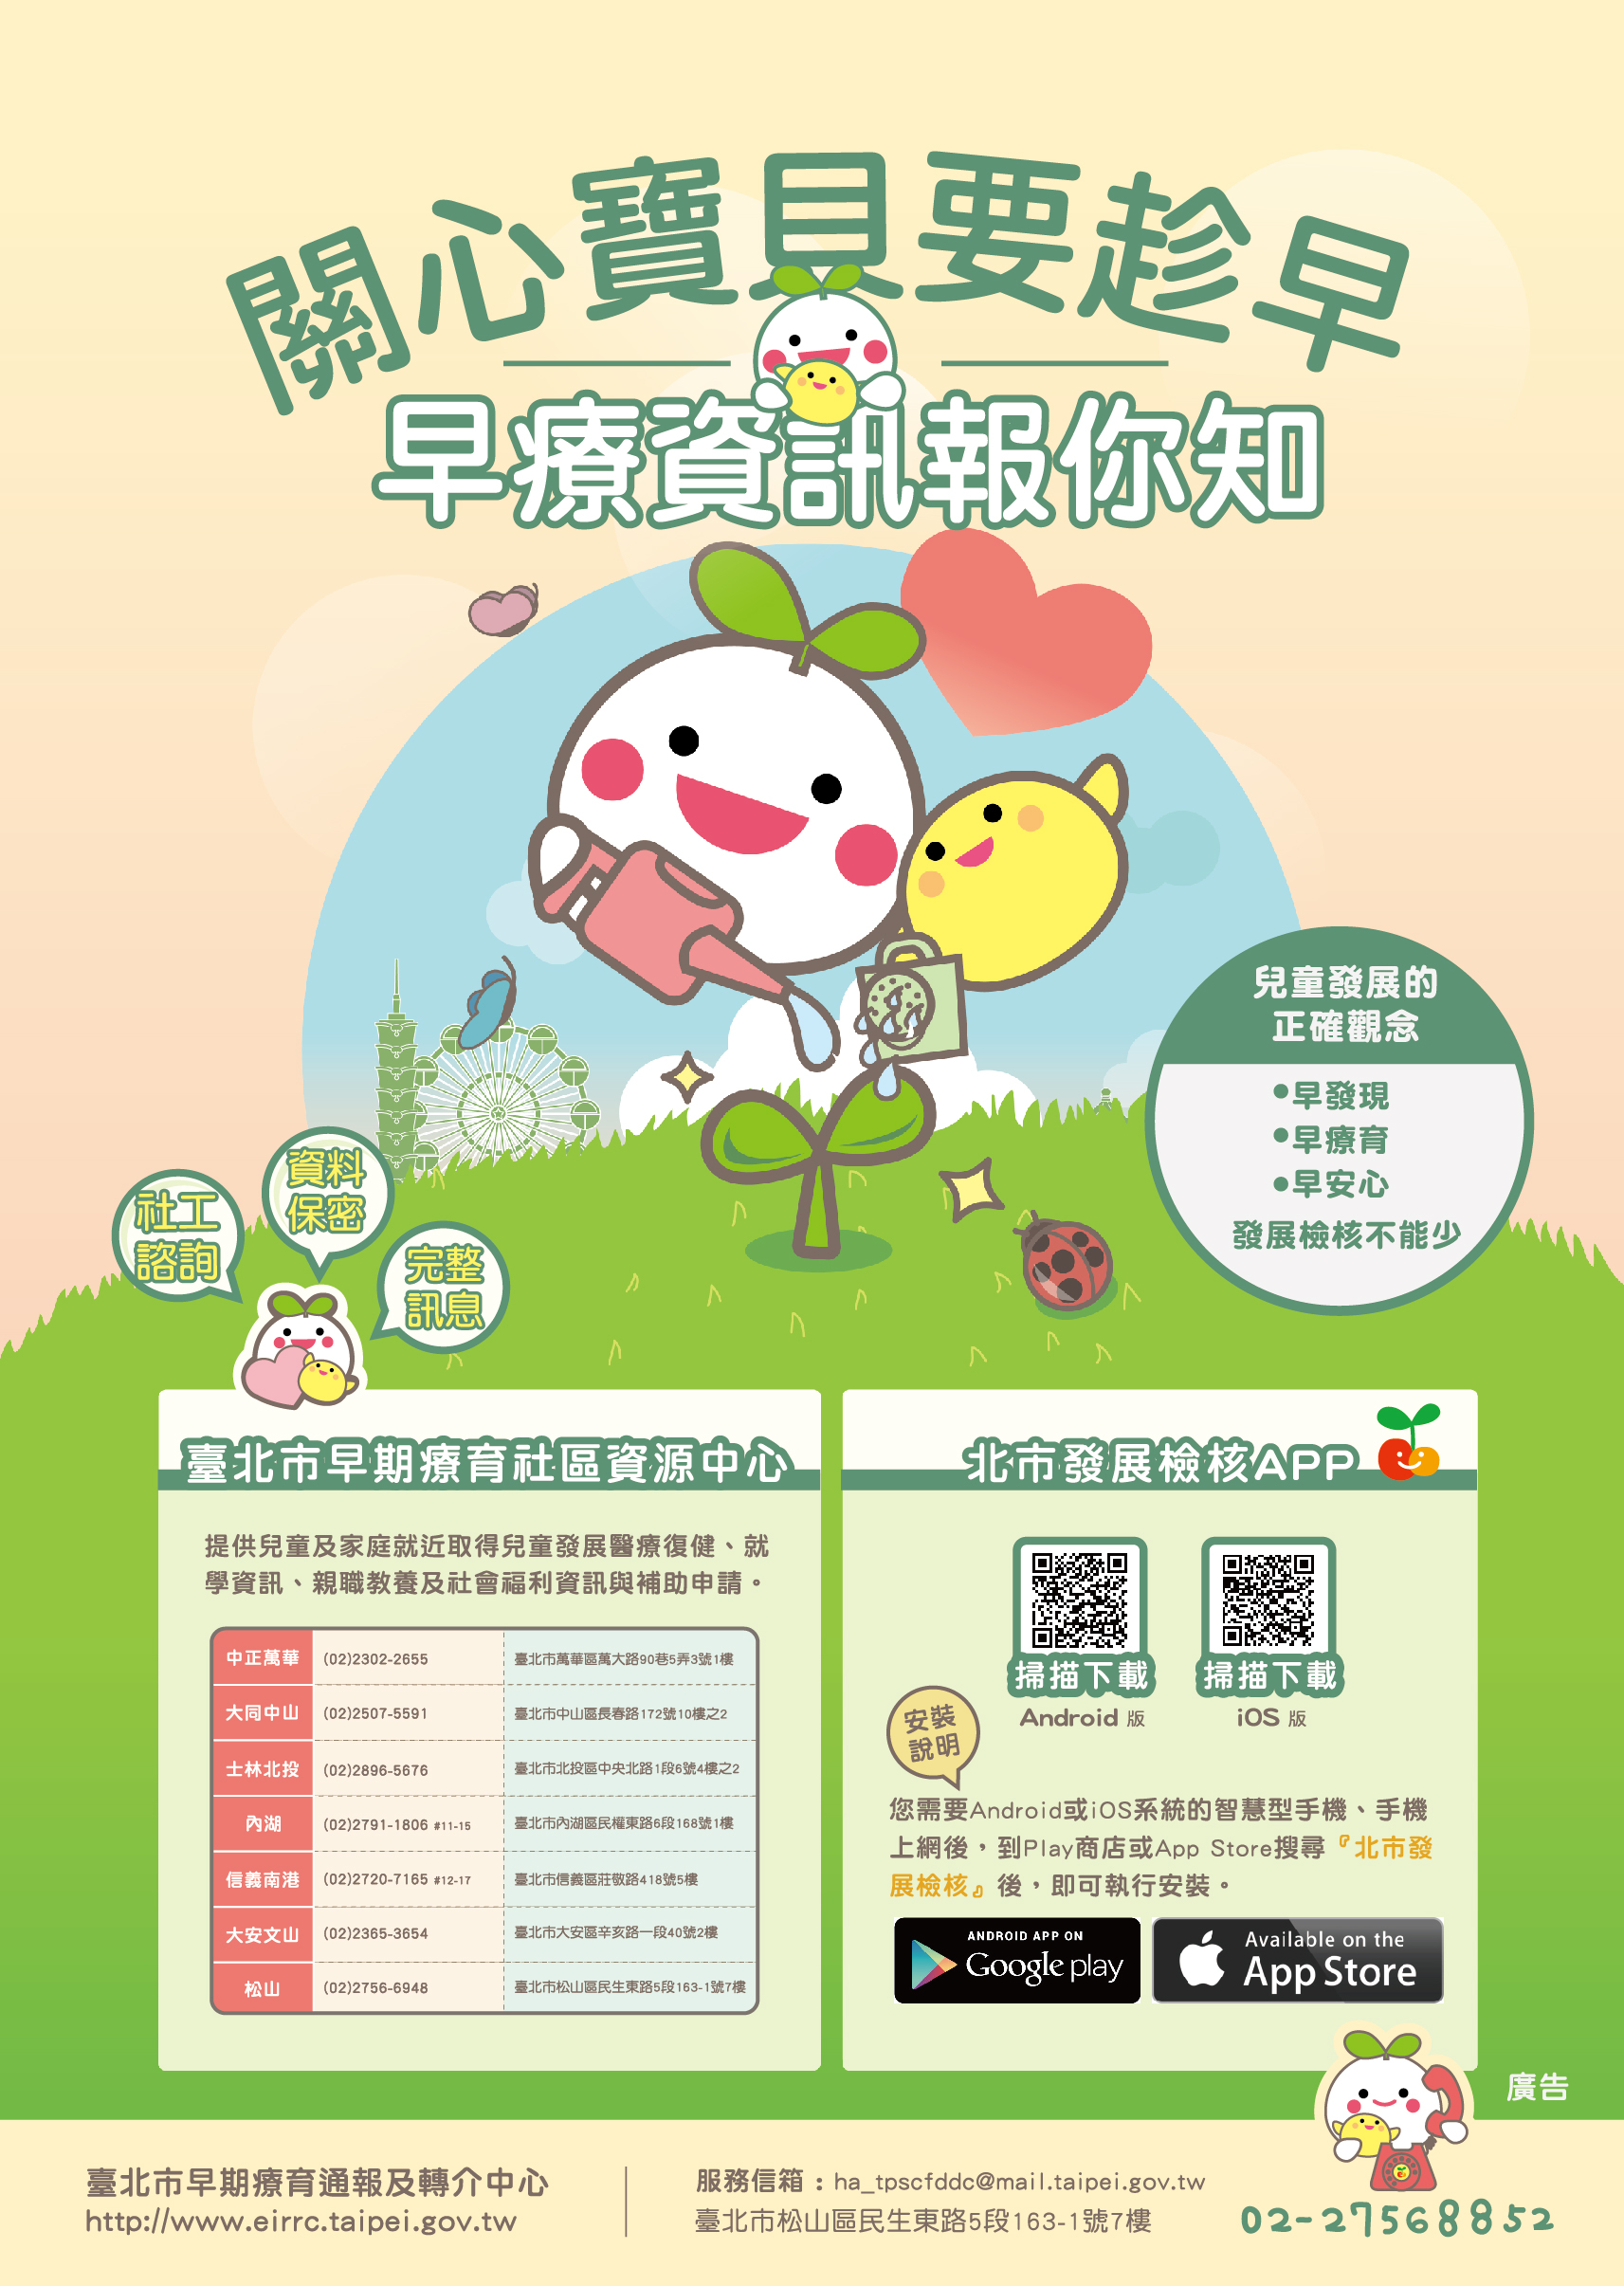 關心寶貝要趁早
早療資訊報你知
兒童發展的
正確觀念
•早發現
•早療育
•早安心
發展檢核不能少
社工
諮詢
資料
保密
完整
訊息
臺北市早期療育社區資源中心
提供兒童及家庭就近取得兒童發展醫療復健、就
學資訊、親職教養及社會福利資訊與補助申請。
中正萬華 (02)2302-2655 臺北市萬華區萬大路90巷5弄3號1樓
大同中山 (02)2507-5591 臺北市中山區長春路172號10樓之2
士林北投 (02)2896-5676 臺北市北投區中央北路1段6號4樓之2
內湖 (02)2791-1806 #11-15 臺北市內湖區民權東路6段168號1樓
信義南港 (02)2720-7165 #12-17 臺北市信義區莊敬路418號5樓
大安文山 (02)2365-3654 臺北市大安區辛亥路一段40號2樓
松山 (02)2756-6948 臺北市松山區民生東路5段163-1號7樓
北市發展檢核APP
掃描下載
Android 版
掃描下載
iOS 版
安裝
說明
您需要Android或iOS系統的智慧型手機、手機
上網後，到Play商店或App Store搜尋『北市發
展檢核』後，即可執行安裝。
ANDROID APP ON
Google play
Available on the
App Store
廣告
臺北市早期療育通報及轉介中心
http://www.eirrc.taipei.gov.tw
服務信箱：ha_tpscfddc@mail.taipei.gov.tw
臺北市松山區民生東路5段163-1號7樓
02-27568852